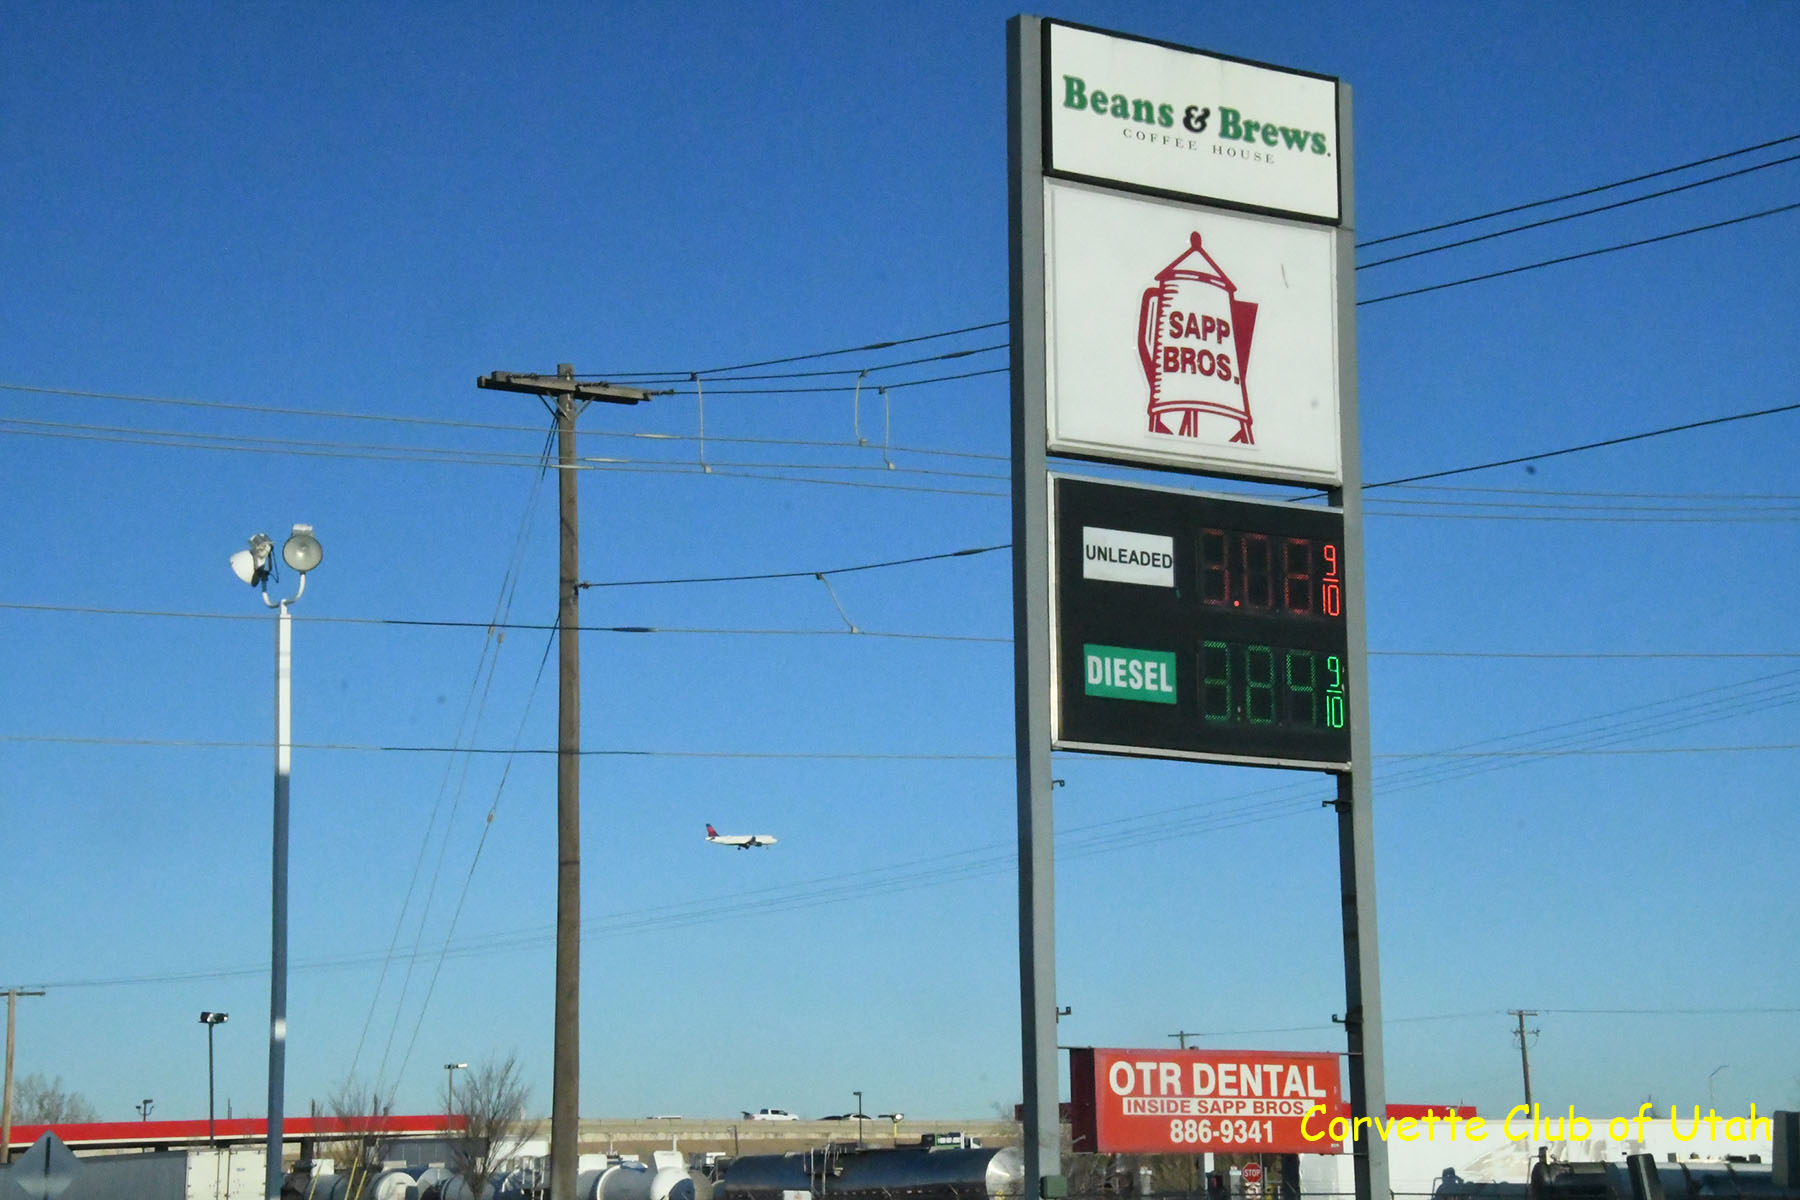 Beans & Brews.
COFFEE HOUSE
SAPP
BROS.
UNLEADED 3.02 9/10
DIESEL 3.84 9/10
OTR DENTAL
INSIDE SAPP BROS.
886-9341
STOP
Corvette Club of Utah